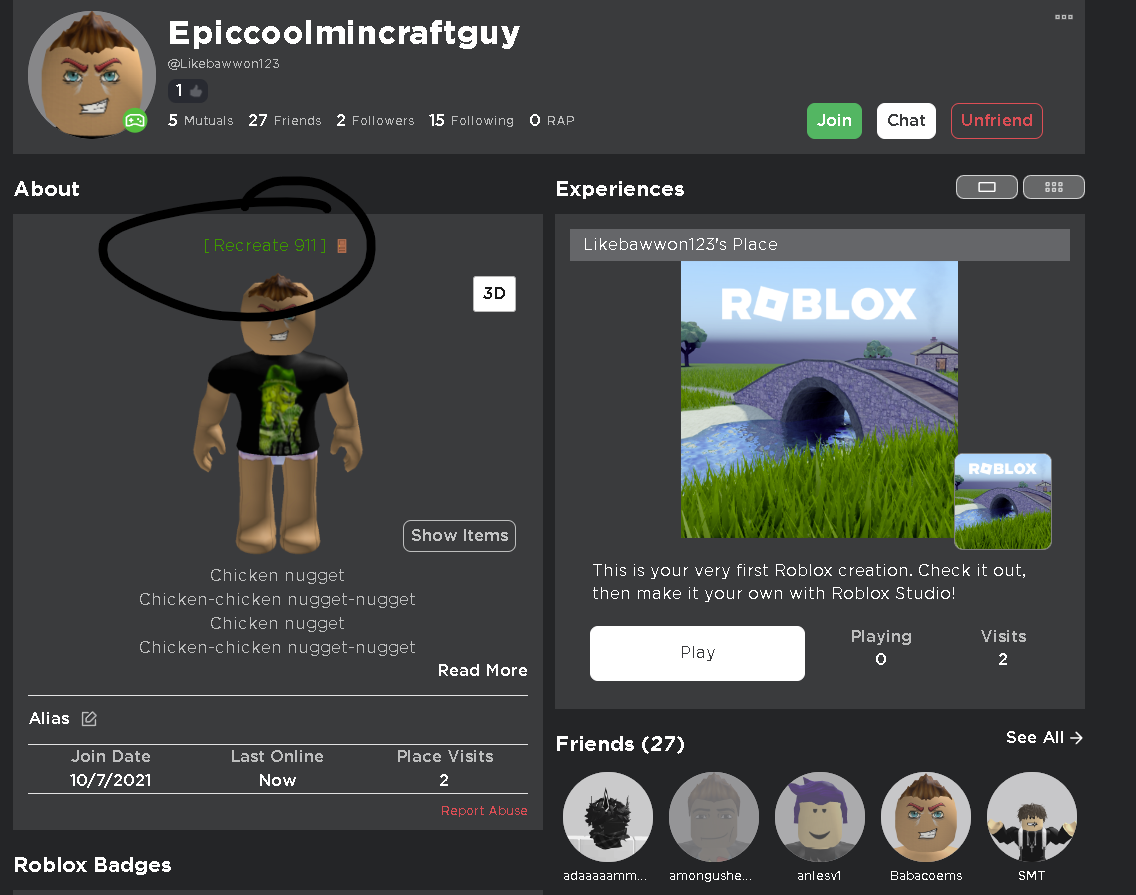 Epiccoolmincraftguy
@Likebawwon123
1
5 Mutuals 27 Friends 2 Followers 15 Following 0 RAP
Join Chat Unfriend
About
[ Recreate 911 ]
3D
Show Items
Chicken nugget
Chicken-chicken nugget-nugget
Chicken nugget
Chicken-chicken nugget-nugget
Read More
Alias
Join Date Last Online Place Visits
10/7/2021 Now 2
Report Abuse
Roblox Badges
Experiences
Likebawwon123's Place
ROBLOX
ROBLOX
This is your very first Roblox creation. Check it out,
then make it your own with Roblox Studio!
Play
Playing Visits
0 2
Friends (27)
See All
adaaaaamm... amongushe... anlesv1 Babacoems SMT